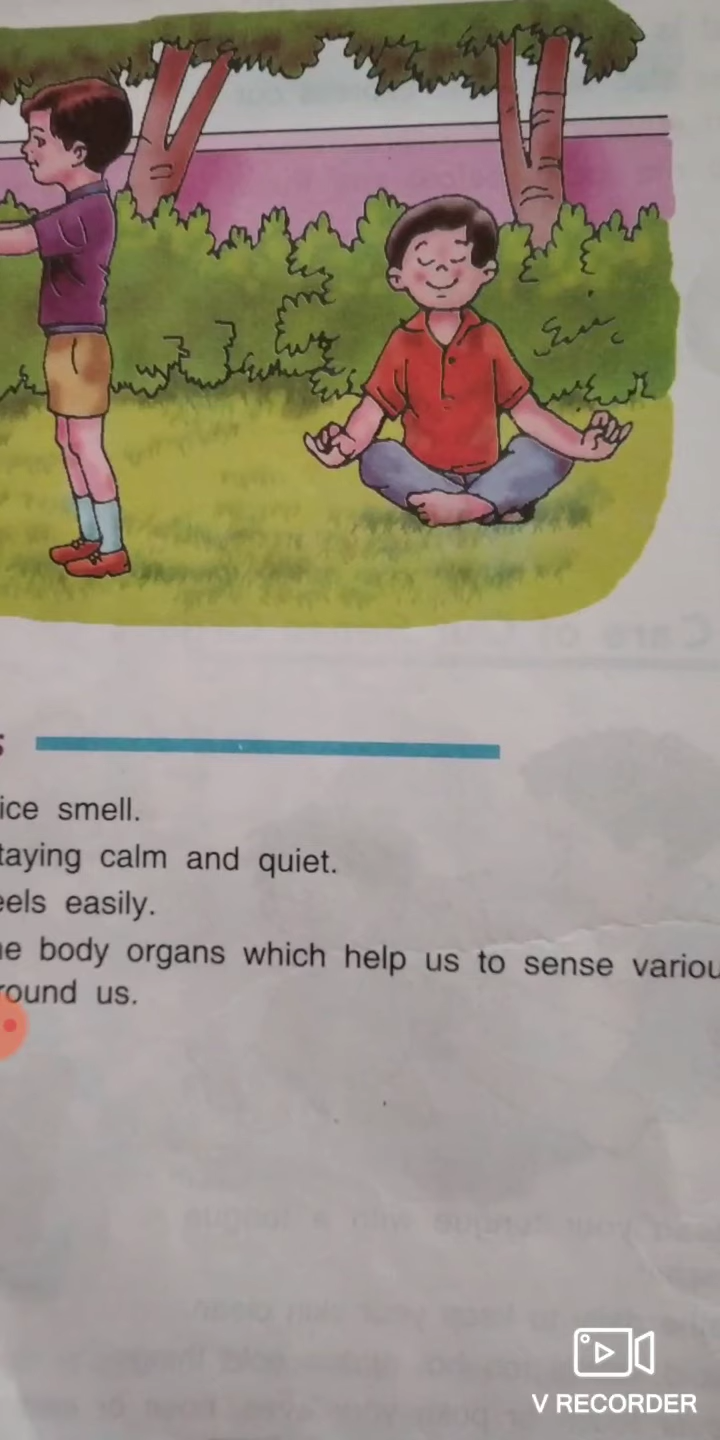 ice smell.
taying calm and quiet.
eels easily.
e body organs which help us to sense variou
round us.
V RECORDER